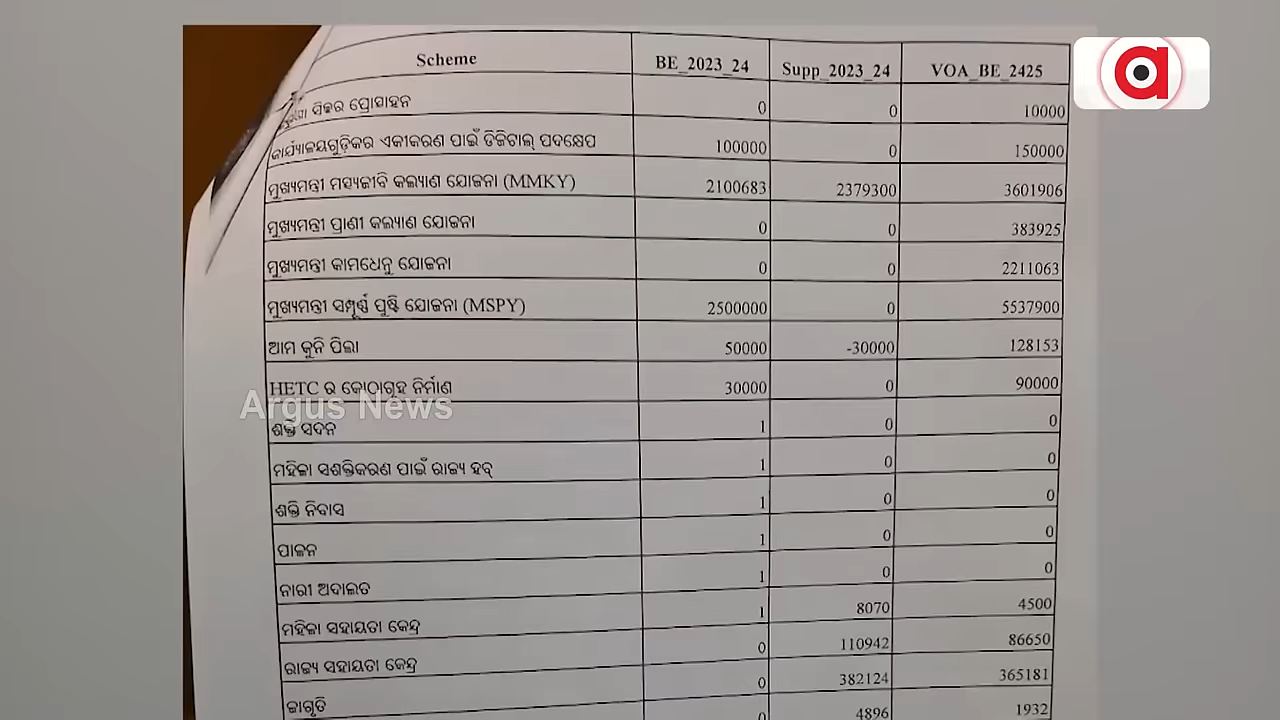 Scheme BE_2023_24 Supp_2023_24 VOA_BE_2425
ପ୍ରୋତ୍ସାହନ 0 0 10000
କାର୍ଯ୍ୟାଳୟଗୁଡ଼ିକର ଏକୀକରଣ ପାଇଁ ଡିଜିଟାଲ୍ ପଦକ୍ଷେପ 100000 0 150000
ମୁଖ୍ୟମନ୍ତ୍ରୀ ମତ୍ସ୍ୟଜୀବି କଲ୍ୟାଣ ଯୋଜନା (MMKY) 2100683 2379300 3601906
ମୁଖ୍ୟମନ୍ତ୍ରୀ ପ୍ରାଣୀ କଲ୍ୟାଣ ଯୋଜନା 0 0 383925
ମୁଖ୍ୟମନ୍ତ୍ରୀ କାମଧେନୁ ଯୋଜନା 0 0 2211063
ମୁଖ୍ୟମନ୍ତ୍ରୀ ସମ୍ପୂର୍ଣ୍ଣ ପୁଷ୍ଟି ଯୋଜନା (MSPY) 2500000 0 5537900
ଆମ କୁନି ପିଲା 50000 -30000 128153
HETC ର କୋଠାଗୃହ ନିର୍ମାଣ 30000 0 90000
Argus News
ଶକ୍ତି ସଦନ 1 0 0
ମହିଳା ସଶକ୍ତିକରଣ ପାଇଁ ରାଜ୍ୟ ହବ୍ 1 0 0
ଶକ୍ତି ନିବାସ 1 0 0
ପାଳନ 1 0 0
ନାରୀ ଅଦାଲତ 1 0 0
ମହିଳା ସହାୟତା କେନ୍ଦ୍ର 1 8070 4500
ରାଜ୍ୟ ସହାୟତା କେନ୍ଦ୍ର 0 110942 86650
ଜାଗୃତି 0 382124 365181
0 4896 1932